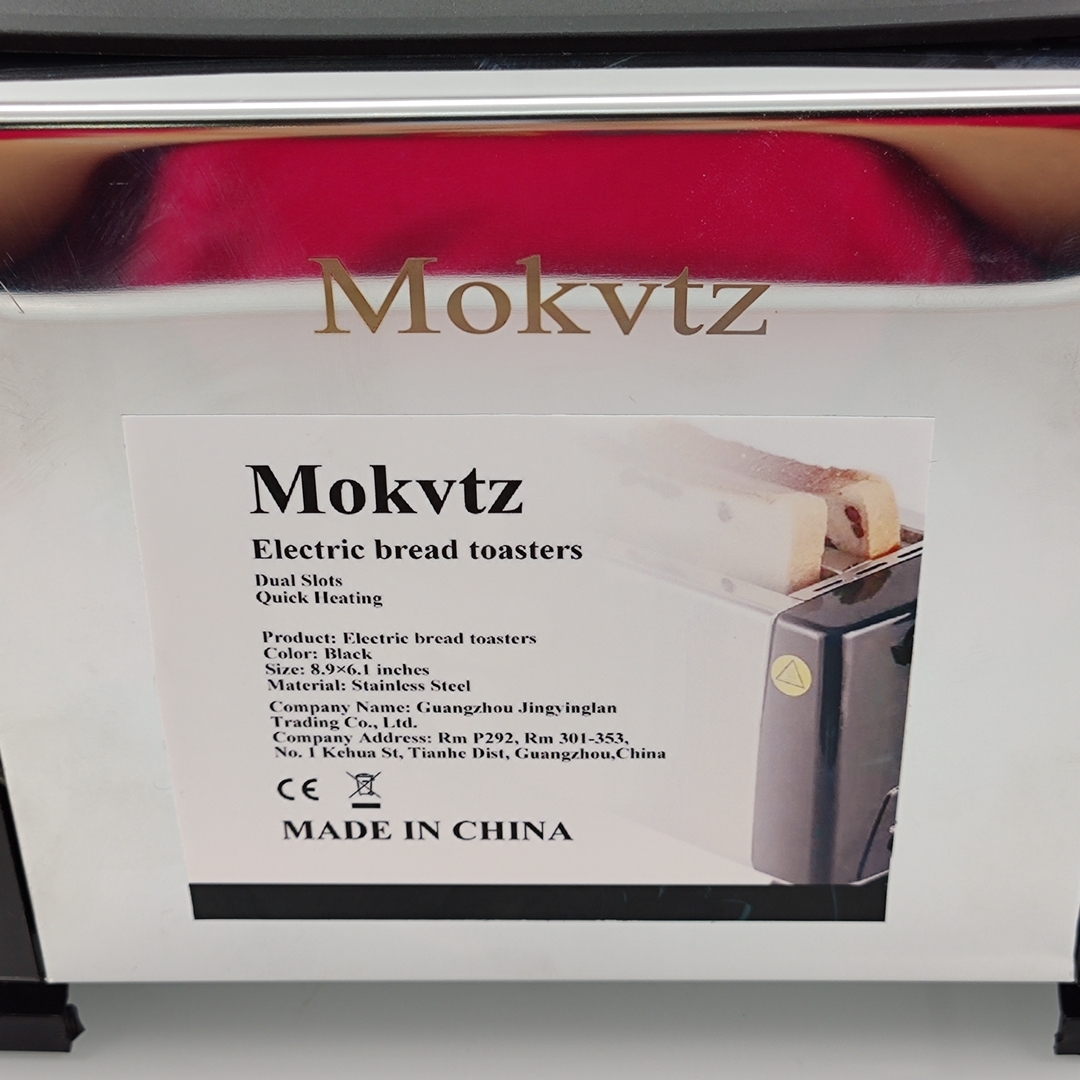 Mokvtz
Mokvtz
Electric bread toasters
Dual Slots
Quick Heating
Product: Electric bread toasters
Color: Black
Size: 8.9×6.1 inches
Material: Stainless Steel
Company Name: Guangzhou Jingyinglan
Trading Co., Ltd.
Company Address: Rm P292, Rm 301-353,
No. 1 Kehua St, Tianhe Dist, Guangzhou,China
CE
MADE IN CHINA